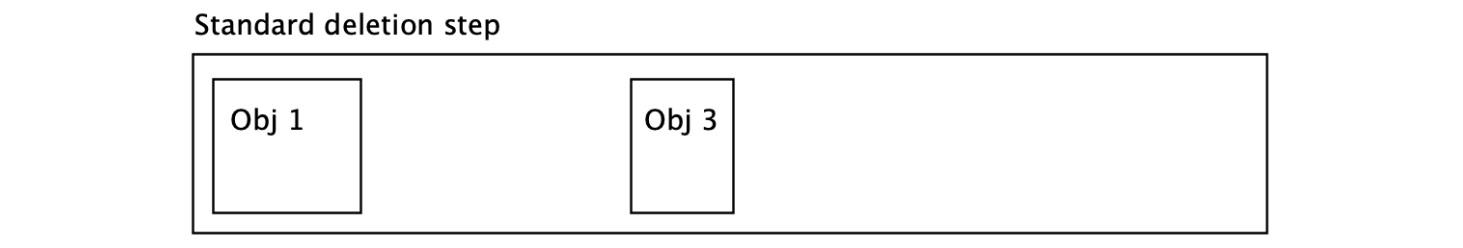 Standard deletion step
Obj 1
Obj 3